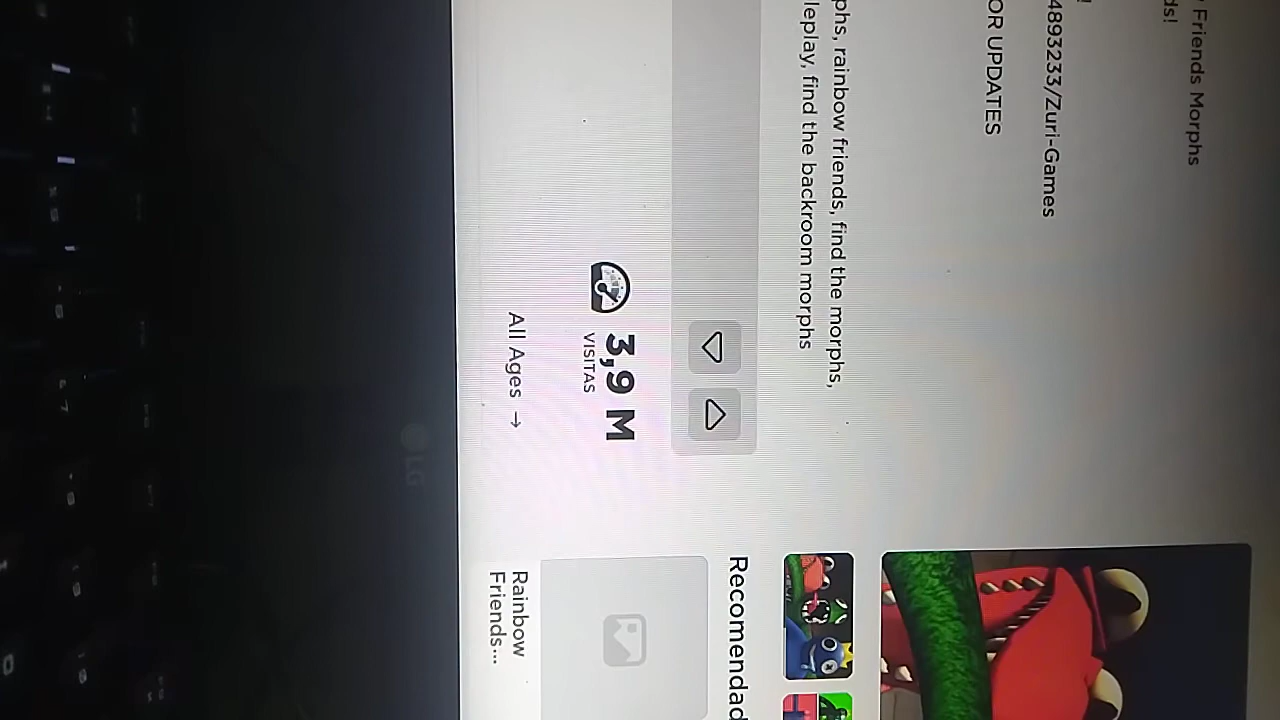 Friends Morphs
ds!
!
4893233/Zuri-Games
OR UPDATES
phs, rainbow friends, find the morphs,
leplay, find the backroom morphs
3,9 M
VISITAS
All Ages →
Recomendad
Rainbow
Friends...
LG